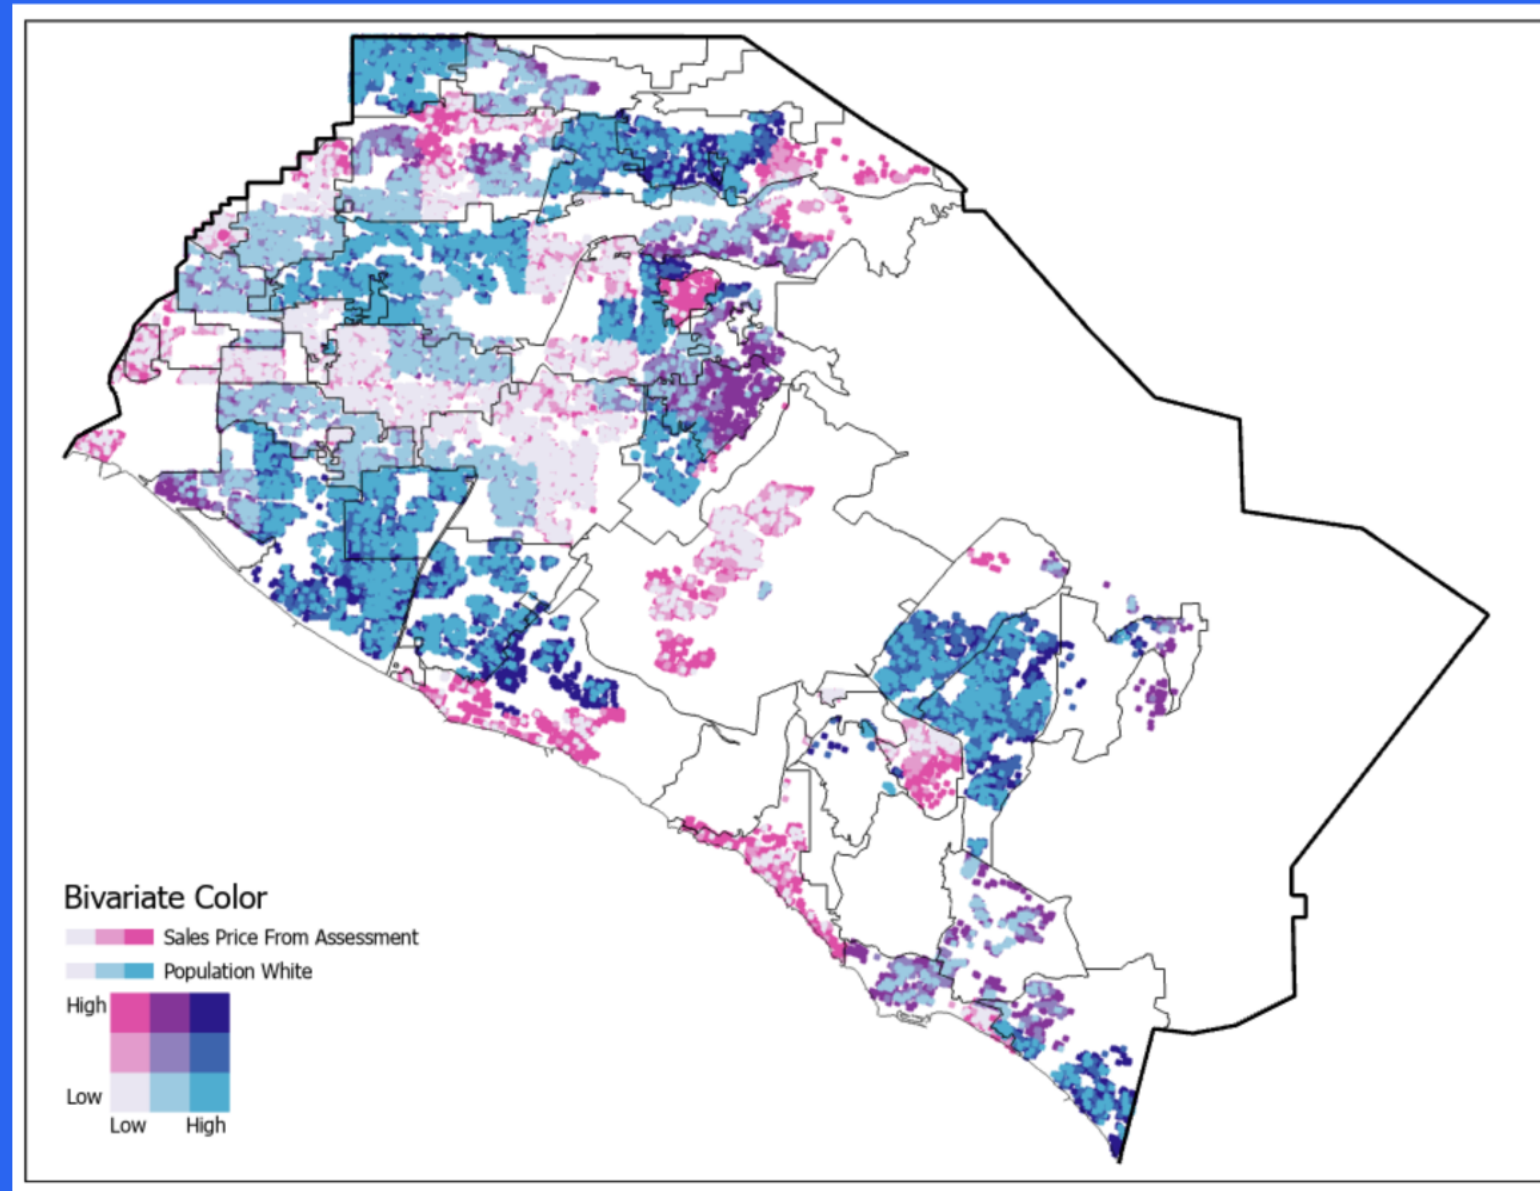 Bivariate Color
Sales Price From Assessment
Population White
High
Low
Low High